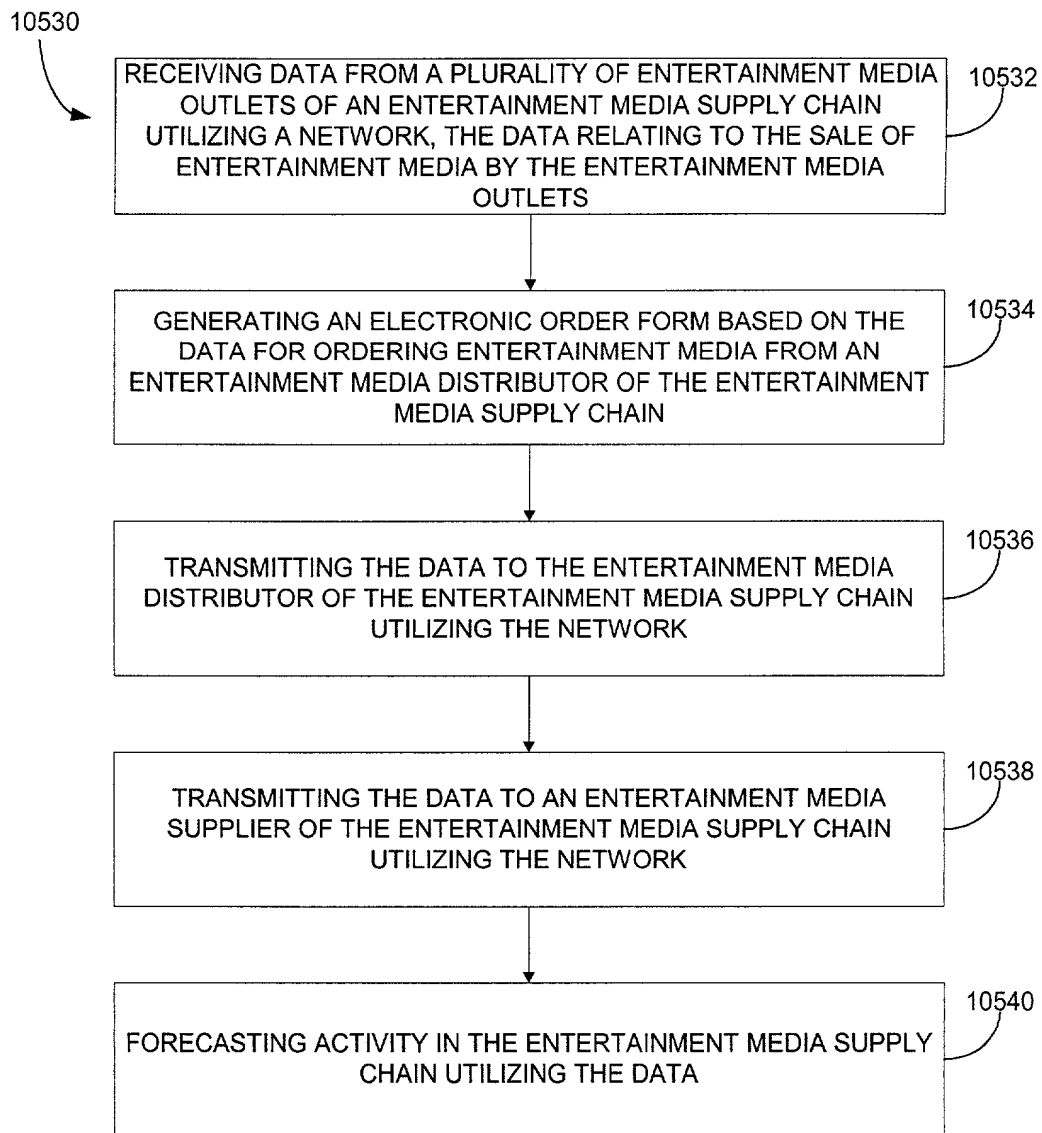 10530
RECEIVING DATA FROM A PLURALITY OF ENTERTAINMENT MEDIA
OUTLETS OF AN ENTERTAINMENT MEDIA SUPPLY CHAIN
UTILIZING A NETWORK, THE DATA RELATING TO THE SALE OF
ENTERTAINMENT MEDIA BY THE ENTERTAINMENT MEDIA
OUTLETS
10532
GENERATING AN ELECTRONIC ORDER FORM BASED ON THE
DATA FOR ORDERING ENTERTAINMENT MEDIA FROM AN
ENTERTAINMENT MEDIA DISTRIBUTOR OF THE ENTERTAINMENT
MEDIA SUPPLY CHAIN
10534
TRANSMITTING THE DATA TO THE ENTERTAINMENT MEDIA
DISTRIBUTOR OF THE ENTERTAINMENT MEDIA SUPPLY CHAIN
UTILIZING THE NETWORK
10536
TRANSMITTING THE DATA TO AN ENTERTAINMENT MEDIA
SUPPLIER OF THE ENTERTAINMENT MEDIA SUPPLY CHAIN
UTILIZING THE NETWORK
10538
FORECASTING ACTIVITY IN THE ENTERTAINMENT MEDIA SUPPLY
CHAIN UTILIZING THE DATA
10540